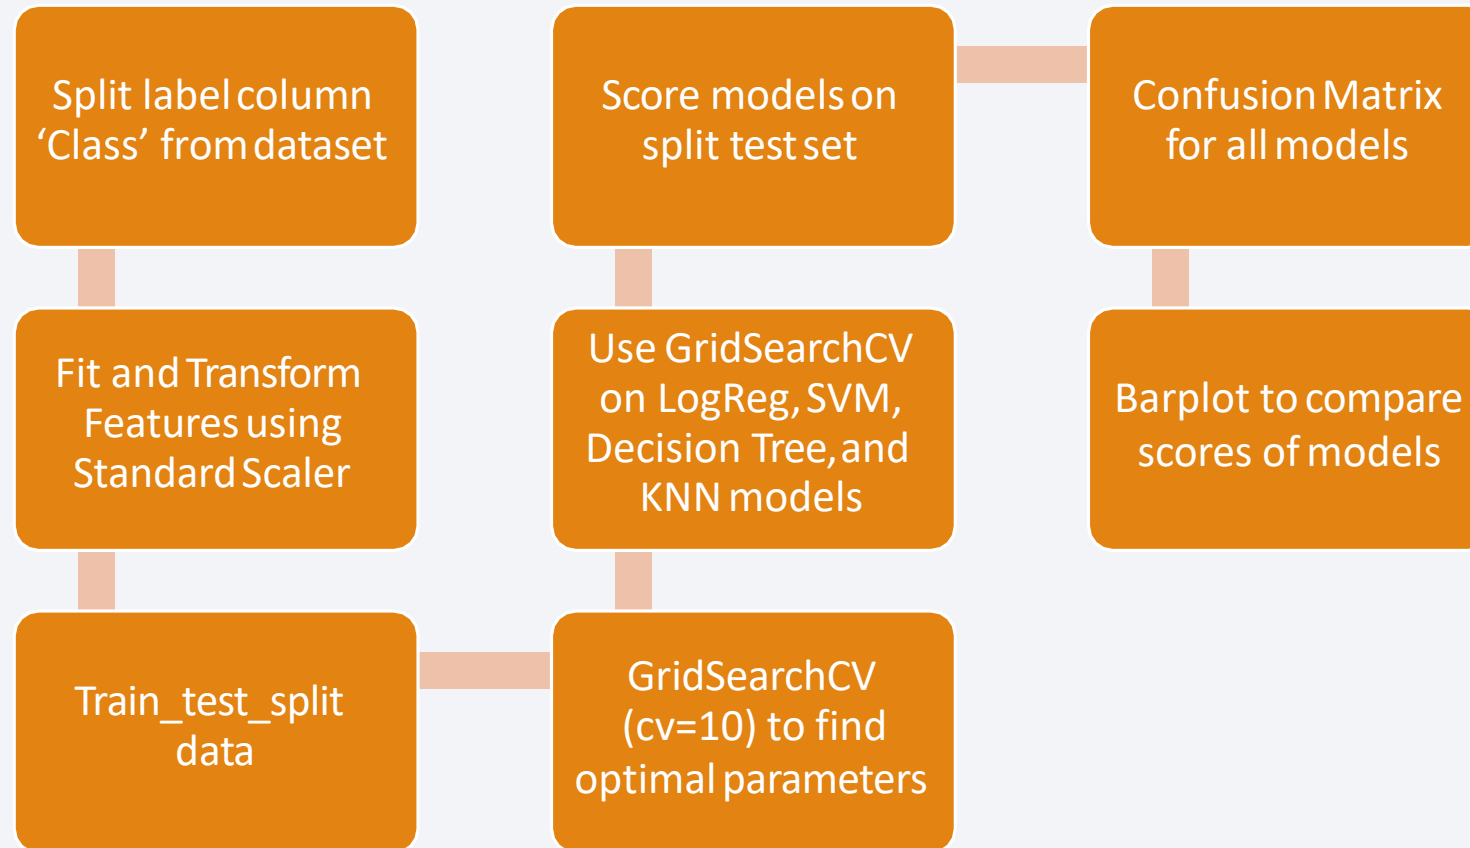 Split label column
‘Class’ from dataset
Fit and Transform
Features using
Standard Scaler
Train_test_split
data
GridSearchCV
(cv=10) to find
optimal parameters
Use GridSearchCV
on LogReg, SVM,
Decision Tree, and
KNN models
Score models on
split test set
Confusion Matrix
for all models
Barplot to compare
scores of models